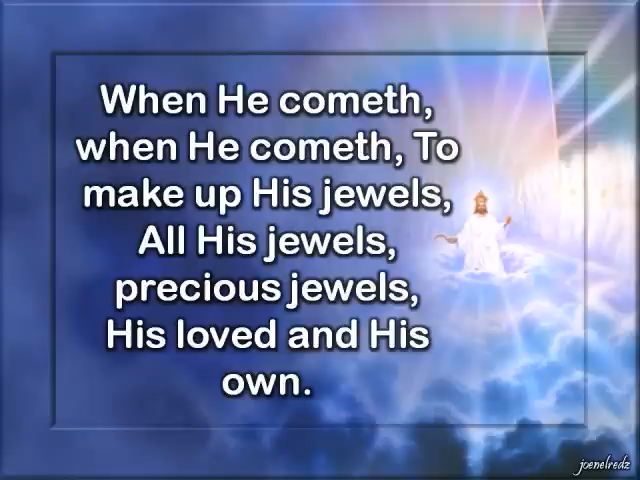 When He cometh,
when He cometh, To
make up His jewels,
All His jewels,
precious jewels,
His loved and His
own.
joenelredz